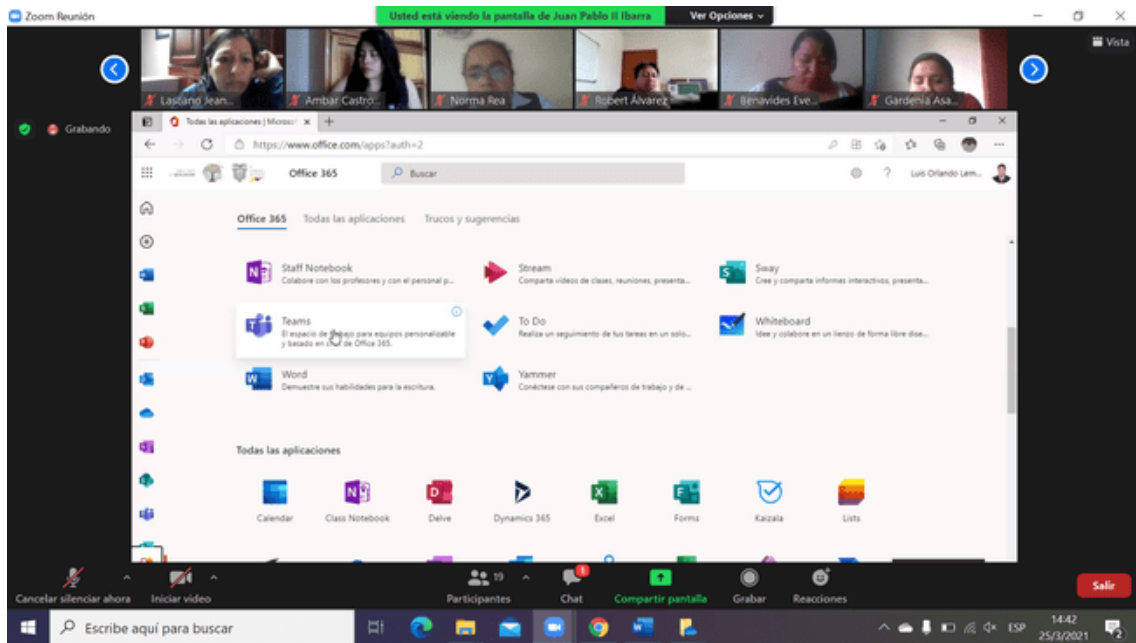 Zoom Reunión
Usted está viendo la pantalla de Juan Pablo II Ibarra
Ver Opciones
Vista
Lascano Jean...
Ambar Castro...
Norma Rea
Robert Álvarez
Benavides Eve...
Gardenia Asa...
Grabando
Todas las aplicaciones | Microsof
https://www.office.com/apps?auth=2
Office 365
Buscar
Luis Orlando Lem...
Office 365 Todas las aplicaciones Trucos y sugerencias
Staff Notebook
Colabore con los profesores y con el personal p...
Stream
Comparta vídeos de clases, reuniones, presenta...
Sway
Cree y comparta informes interactivos, presenta...
Teams
El espacio de trabajo para equipos personalizable
y basado en chat de Office 365.
To Do
Realiza un seguimiento de tus tareas en un solo...
Whiteboard
Idee y colabore en un lienzo de forma libre dise...
Word
Demuestre sus habilidades para la escritura.
Yammer
Conéctese con sus compañeros de trabajo y de ...
Todas las aplicaciones
Calendar
Class Notebook
Delve
Dynamics 365
Excel
Forms
Kaizala
Lists
Cancelar silenciar ahora
Iniciar video
19
Participantes
1
Chat
Compartir pantalla
Grabar
Reacciones
Salir
Escribe aquí para buscar
ESP
14:42
25/3/2021
2